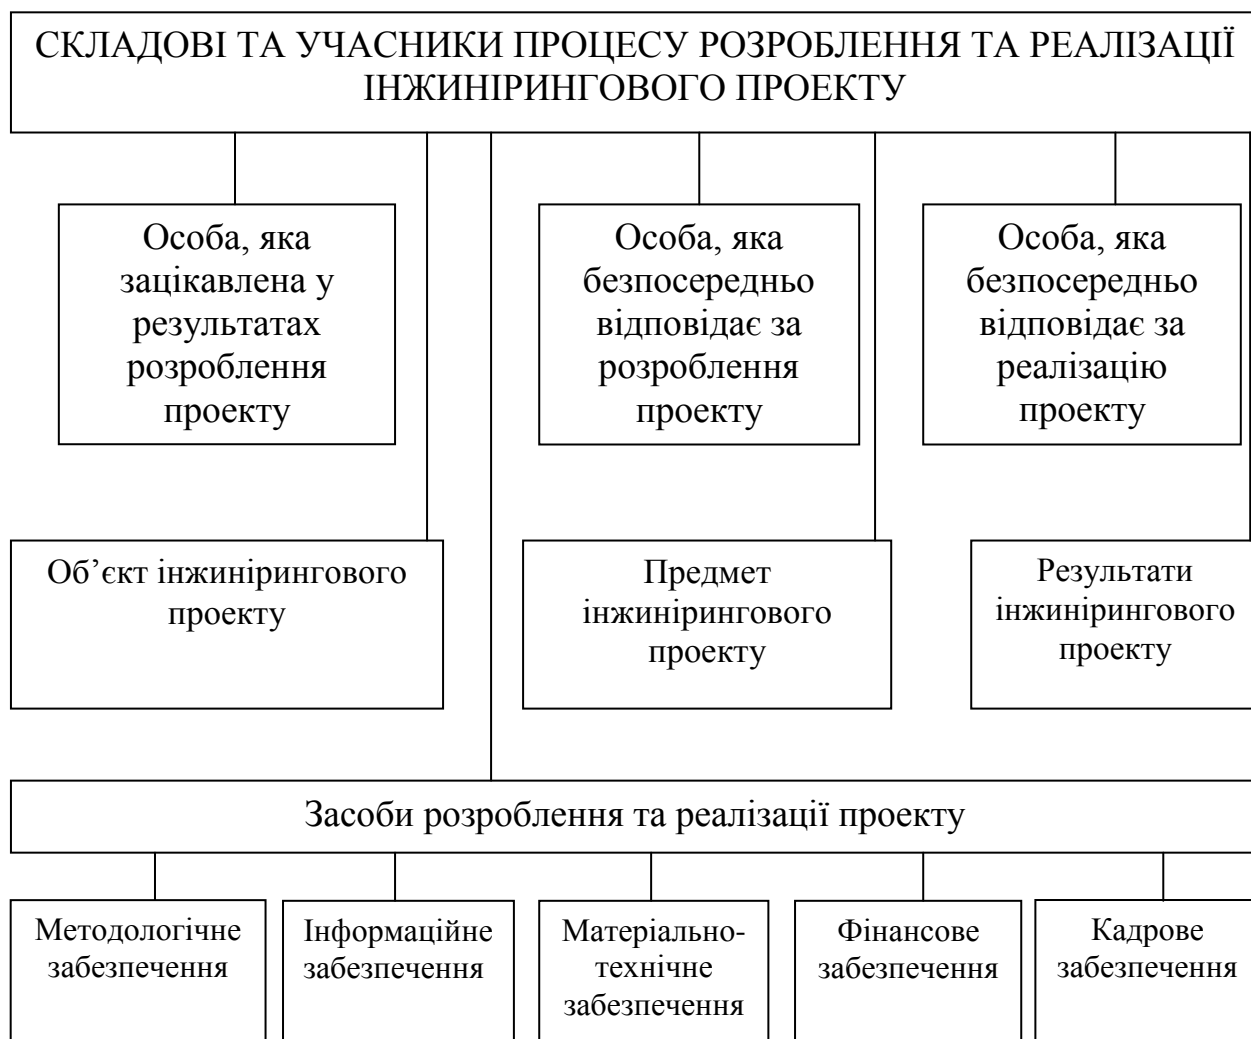 СКЛАДОВІ ТА УЧАСНИКИ ПРОЦЕСУ РОЗРОБЛЕННЯ ТА РЕАЛІЗАЦІЇ
ІНЖИНІРИНГОВОГО ПРОЕКТУ
Особа, яка
зацікавлена у
результатах
розроблення
проекту
Особа, яка
безпосередньо
відповідає за
розроблення
проекту
Особа, яка
безпосередньо
відповідає за
реалізацію
проекту
Об’єкт інжинірингового
проекту
Предмет
інжинірингового
проекту
Результати
інжинірингового
проекту
Засоби розроблення та реалізації проекту
Методологічне
забезпечення
Інформаційне
забезпечення
Матеріально-
технічне
забезпечення
Фінансове
забезпечення
Кадрове
забезпечення